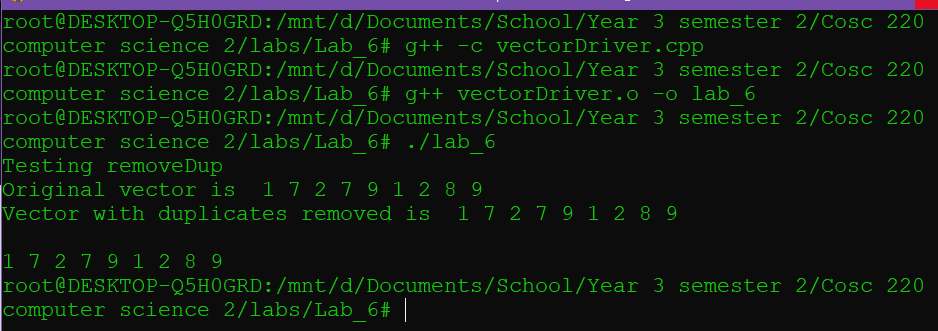 root@DESKTOP-Q5H0GRD:/mnt/d/Documents/School/Year 3 semester 2/Cosc 220
computer science 2/labs/Lab_6# g++ -c vectorDriver.cpp
root@DESKTOP-Q5H0GRD:/mnt/d/Documents/School/Year 3 semester 2/Cosc 220
computer science 2/labs/Lab_6# g++ vectorDriver.o -o lab_6
root@DESKTOP-Q5H0GRD:/mnt/d/Documents/School/Year 3 semester 2/Cosc 220
computer science 2/labs/Lab_6# ./lab_6
Testing removeDup
Original vector is  1 7 2 7 9 1 2 8 9
Vector with duplicates removed is  1 7 2 7 9 1 2 8 9
1 7 2 7 9 1 2 8 9
root@DESKTOP-Q5H0GRD:/mnt/d/Documents/School/Year 3 semester 2/Cosc 220
computer science 2/labs/Lab_6#